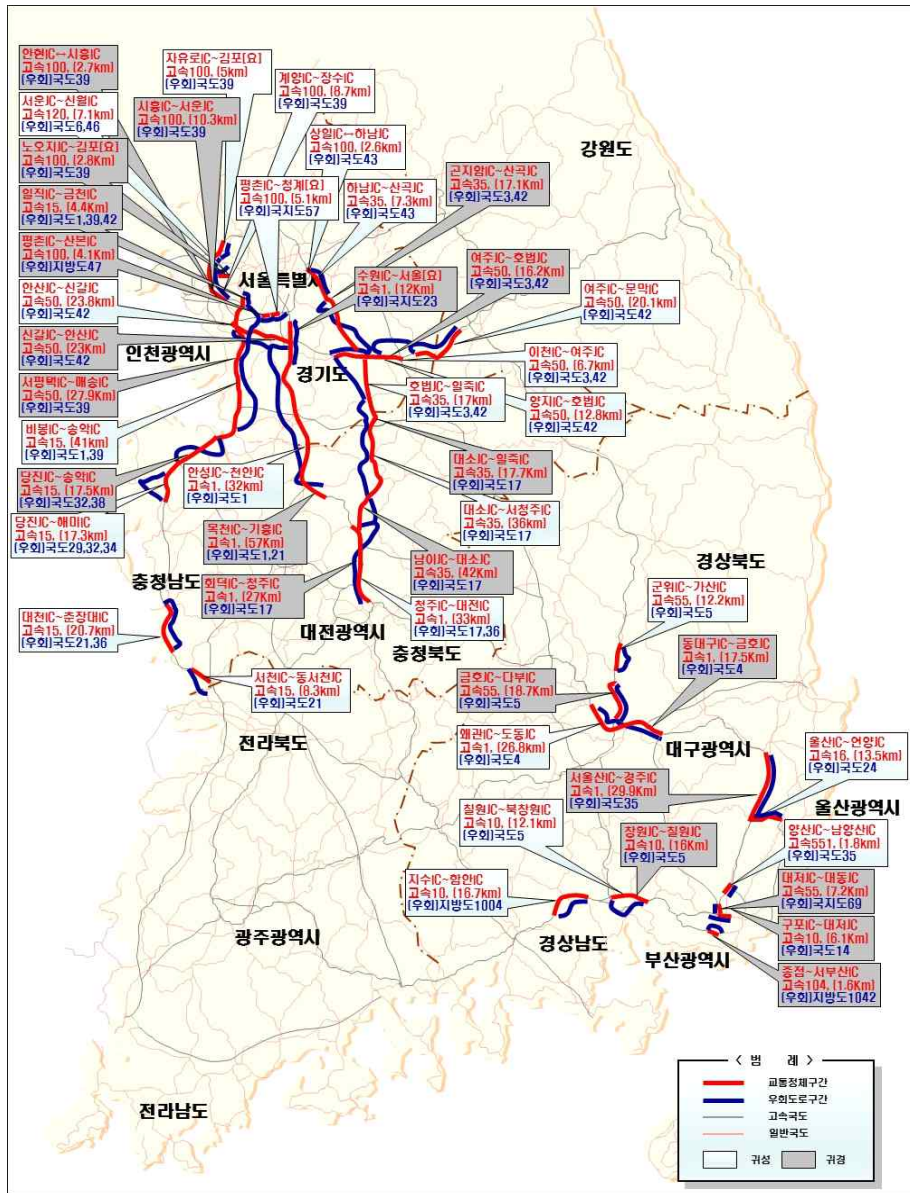 안현IC↔시흥IC
고속100, (2.7km)
(우회)국도39
자유로IC~김포[요]
고속100, (5km)
(우회)국도39
계양IC~장수IC
고속100, (8.7km)
(우회)국도39
서운IC~신월IC
고속120, (7.1km)
(우회)국도6,46
시흥IC~서운IC
고속100, (10.3km)
(우회)국도39
상일IC↔하남IC
고속100, (2.6km)
(우회)국도43
노오지IC~김포[요]
고속100, (2.8Km)
(우회)국도39
평촌IC~청계[요]
고속100, (5.1km)
(우회)국지도57
하남IC~산곡IC
고속35, (7.3km)
(우회)국도43
곤지암IC~산곡IC
고속35, (17.1Km)
(우회)국도3,42
강원도
일직IC~금천IC
고속15, (4.4Km)
(우회)국도1,39,42
평촌IC~산본IC
고속100, (4.1Km)
(우회)지방도47
서울특별시
수원IC~서울[요]
고속1, (12Km)
(우회)국지도23
여주IC~호법IC
고속50, (16.2Km)
(우회)국도3,42
여주IC~문막IC
고속50, (20.1km)
(우회)국도42
안산IC~신갈IC
고속50, (23.8km)
(우회)국도42
신갈IC~안산IC
고속50, (23Km)
(우회)국도42
인천광역시
경기도
이천IC~여주IC
고속50, (6.7km)
(우회)국도3,42
서평택IC~매송IC
고속50, (27.9Km)
(우회)국도39
호법IC~일죽IC
고속35, (17km)
(우회)국도3,42
양지IC~호법IC
고속50, (12.8km)
(우회)국도42
비봉IC~송악IC
고속15, (41km)
(우회)국도1,39
당진IC~송악IC
고속15, (17.5Km)
(우회)국도32,38
안성IC~천안IC
고속1, (32km)
(우회)국도1
대소IC~일죽IC
고속35, (17.7Km)
(우회)국도17
당진IC~해미IC
고속15, (17.3km)
(우회)국도29,32,34
목천IC~기흥IC
고속1, (57Km)
(우회)국도1,21
대소IC~서청주IC
고속35, (36km)
(우회)국도17
충청남도
회덕IC~청주IC
고속1, (27Km)
(우회)국도17
남이IC~대소IC
고속35, (42Km)
(우회)국도17
경상북도
군위IC~가산IC
고속55, (12.2km)
(우회)국도5
대천IC~춘장대IC
고속15, (20.7km)
(우회)국도21,36
대전광역시
청주IC~대전IC
고속1, (33km)
(우회)국도17,36
충청북도
동대구IC~금호IC
고속1, (17.5Km)
(우회)국도4
서천IC~동서천IC
고속15, (8.3km)
(우회)국도21
금호IC~다부IC
고속55, (18.7Km)
(우회)국도5
전라북도
왜관IC~도동IC
고속1, (26.8km)
(우회)국도4
대구광역시
울산IC~언양IC
고속16, (13.5km)
(우회)국도24
서울산IC~경주IC
고속1, (29.9Km)
(우회)국도35
울산광역시
칠원IC~북창원IC
고속10, (12.1km)
(우회)국도5
창원IC~칠원IC
고속10, (16Km)
(우회)국도5
양산IC~남양산IC
고속551, (1.8km)
(우회)국도35
지수IC~함안IC
고속10, (16.7km)
(우회)지방도1004
대저IC~대동IC
고속55, (7.2Km)
(우회)국지도69
광주광역시
경상남도
부산광역시
구포IC~대저IC
고속10, (6.1Km)
(우회)국도14
종점~서부산IC
고속104, (1.6Km)
(우회)지방도1042
전라남도
< 범 례 >
교통정체구간
우회도로구간
고속국도
일반국도
귀성 귀경